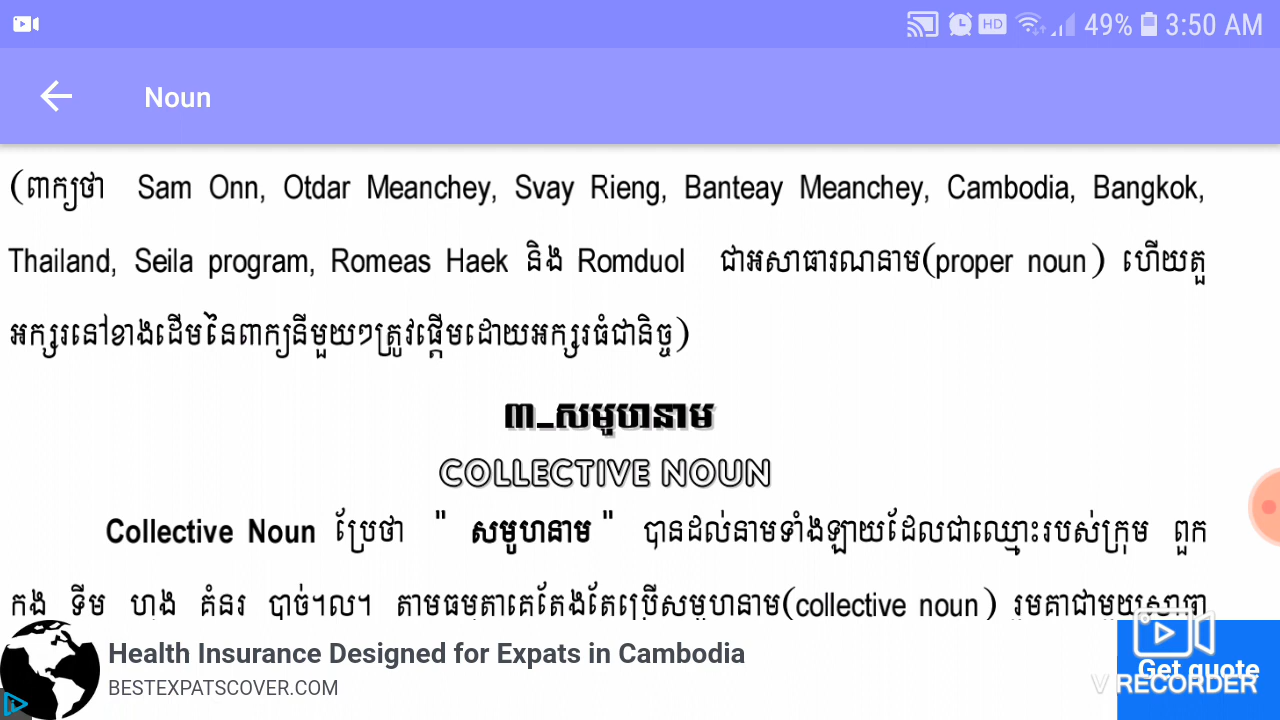 HD 49% 3:50 AM
Noun
(ពាក្យថា Sam Onn, Otdar Meanchey, Svay Rieng, Banteay Meanchey, Cambodia, Bangkok,
Thailand, Seila program, Romeas Haek និង Romduol ជាអសាធារណនាម(proper noun) ហើយតួ
អក្សរនៅខាងដើមនៃពាក្យនីមួយៗត្រូវផ្តើមដោយអក្សរធំជានិច្ច)
៣_សមូហនាម
COLLECTIVE NOUN
Collective Noun ប្រែថា " សមូហនាម " បានដល់នាមទាំងឡាយដែលជាឈ្មោះរបស់ក្រុម ពួក
កង ទីម ហ្វូង គំនរ បាច់។ល។ តាមធម្មតាគេតែងតែប្រើសមូហនាម(collective noun) រួមគ្នាជាមួយសាធា
Health Insurance Designed for Expats in Cambodia
BESTEXPATSCOVER.COM
Get quote
V RECORDER